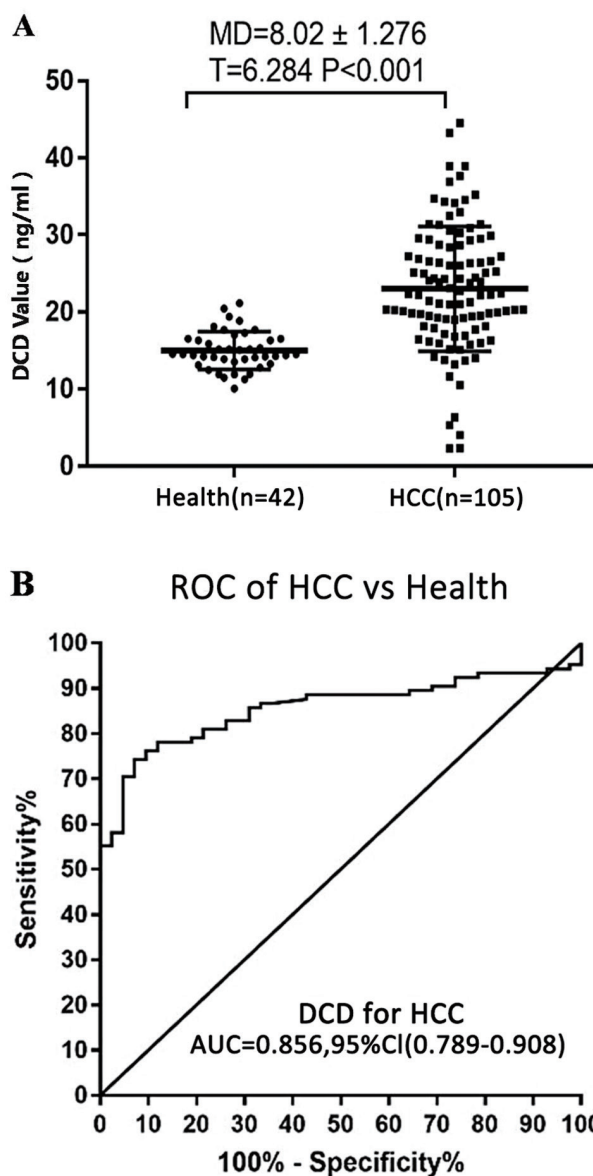 A
MD=8.02 ± 1.276
T=6.284 P<0.001
50
40
30
20
10
0
DCD Value ( ng/ml )
Health(n=42)
HCC(n=105)
B
ROC of HCC vs Health
100
90
80
70
60
50
40
30
20
10
0
Sensitivity%
DCD for HCC
AUC=0.856,95%Cl(0.789-0.908)
0 10 20 30 40 50 60 70 80 90 100
100% - Specificity%